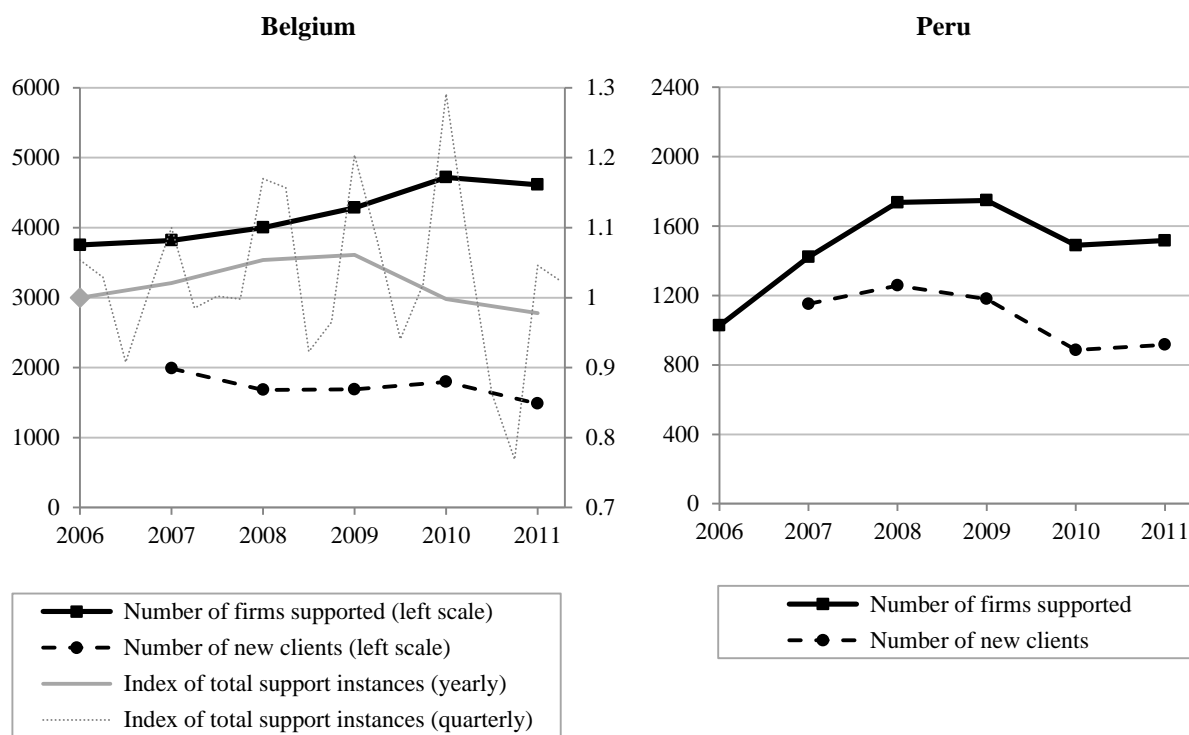 Belgium
6000
5000
4000
3000
2000
1000
0
1.3
1.2
1.1
1
0.9
0.8
0.7
2006 2007 2008 2009 2010 2011
Number of firms supported (left scale)
Number of new clients (left scale)
Index of total support instances (yearly)
Index of total support instances (quarterly)
Peru
2400
2000
1600
1200
800
400
0
2006 2007 2008 2009 2010 2011
Number of firms supported
Number of new clients